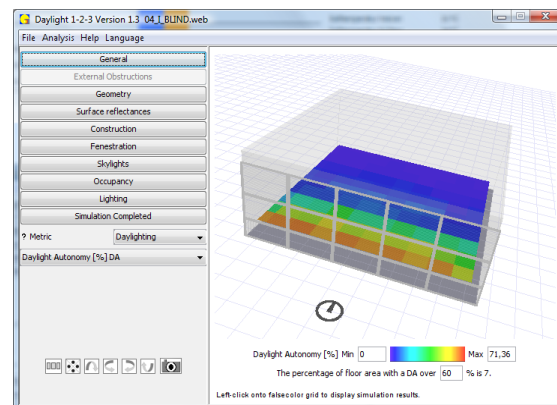 Daylight 1-2-3 Version 1.3 04_I_BLIND.web
File Analysis Help Language
General
External Obstructions
Geometry
Surface reflectances
Construction
Fenestration
Skylights
Occupancy
Lighting
Simulation Completed
? Metric Daylighting
Daylight Autonomy [%] DA
Daylight Autonomy [%] Min 0 Max 71,36
The percentage of floor area with a DA over 60 % is 7.
Left-click onto falsecolor grid to display simulation results.